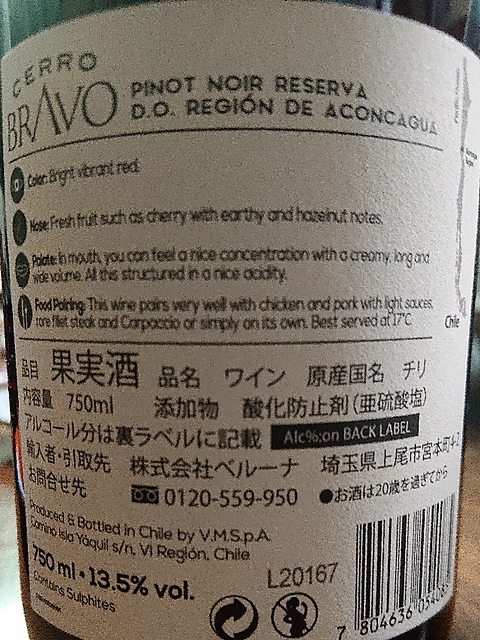 CERRO
BRAVO
PINOT NOIR RESERVA
D.O. REGIÓN DE ACONCAGUA
Color: Bright vibrant red.
Nose: Fresh fruit such as cherry with earthy and hazelnut notes.
Palate: In mouth, you can feel a nice concentration with a creamy, long and
wide volume. All this structured in a nice acidity.
Food Pairing: This wine pairs very well with chicken and pork with light sauces,
rare filet steak and Carpaccio or simply on its own. Best served at 17°C.
Chile
品目 果実酒 品名 ワイン 原産国名 チリ
内容量 750ml 添加物 酸化防止剤(亜硫酸塩)
アルコール分は裏ラベルに記載 Alc%:on BACK LABEL
輸入者・引取先 株式会社ベルーナ 埼玉県上尾市宮本町4-2
お問合せ先 0120-559-950 ●お酒は20歳を過ぎてから
Produced & Bottled in Chile by V.M.S.p.A.
Camino Isla Yáquil s/n, VI Región, Chile
750 ml • 13.5% vol.
Contains Sulphites
L20167
7 804636